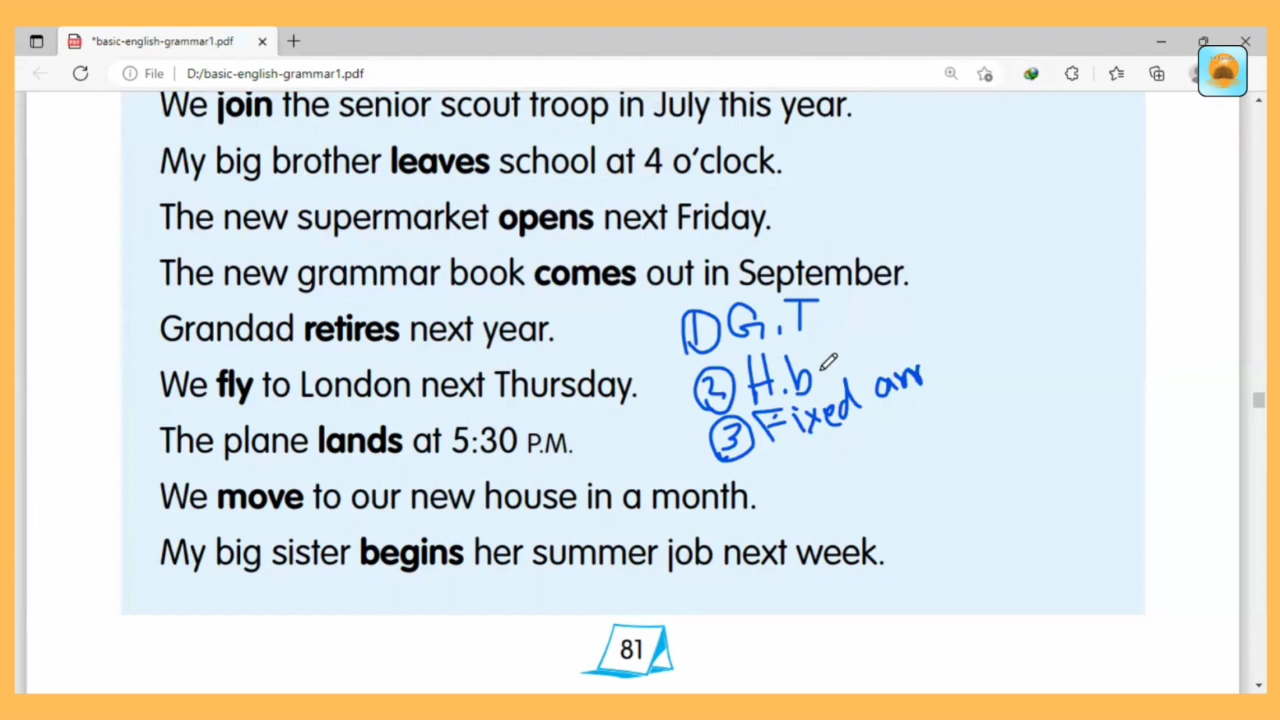 *basic-english-grammar1.pdf
File D:/basic-english-grammar1.pdf
We join the senior scout troop in July this year.
My big brother leaves school at 4 o’clock.
The new supermarket opens next Friday.
The new grammar book comes out in September.
Grandad retires next year.
① G.T
We fly to London next Thursday.
② H.b
③ Fixed arr
The plane lands at 5:30 P.M.
We move to our new house in a month.
My big sister begins her summer job next week.
81